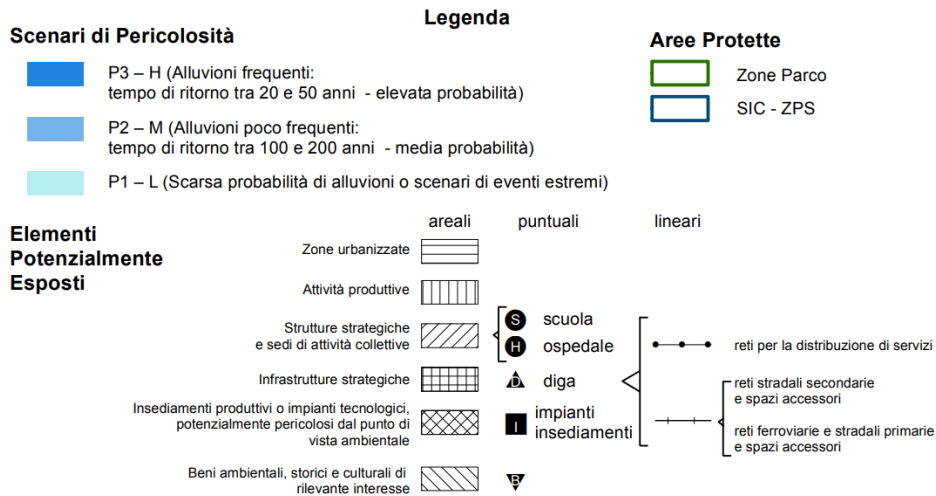 Legenda
Scenari di Pericolosità
P3 – H (Alluvioni frequenti:
tempo di ritorno tra 20 e 50 anni - elevata probabilità)
P2 – M (Alluvioni poco frequenti:
tempo di ritorno tra 100 e 200 anni - media probabilità)
P1 – L (Scarsa probabilità di alluvioni o scenari di eventi estremi)
Aree Protette
Zone Parco
SIC - ZPS
Elementi
Potenzialmente
Esposti
areali
puntuali
lineari
Zone urbanizzate
Attività produttive
Strutture strategiche
e sedi di attività collettive
S scuola
H ospedale
Infrastrutture strategiche
D diga
Insediamenti produttivi o impianti tecnologici,
potenzialmente pericolosi dal punto di
vista ambientale
I impianti
insediamenti
Beni ambientali, storici e culturali di
rilevante interesse
B
reti per la distribuzione di servizi
reti stradali secondarie
e spazi accessori
reti ferroviarie e stradali primarie
e spazi accessori